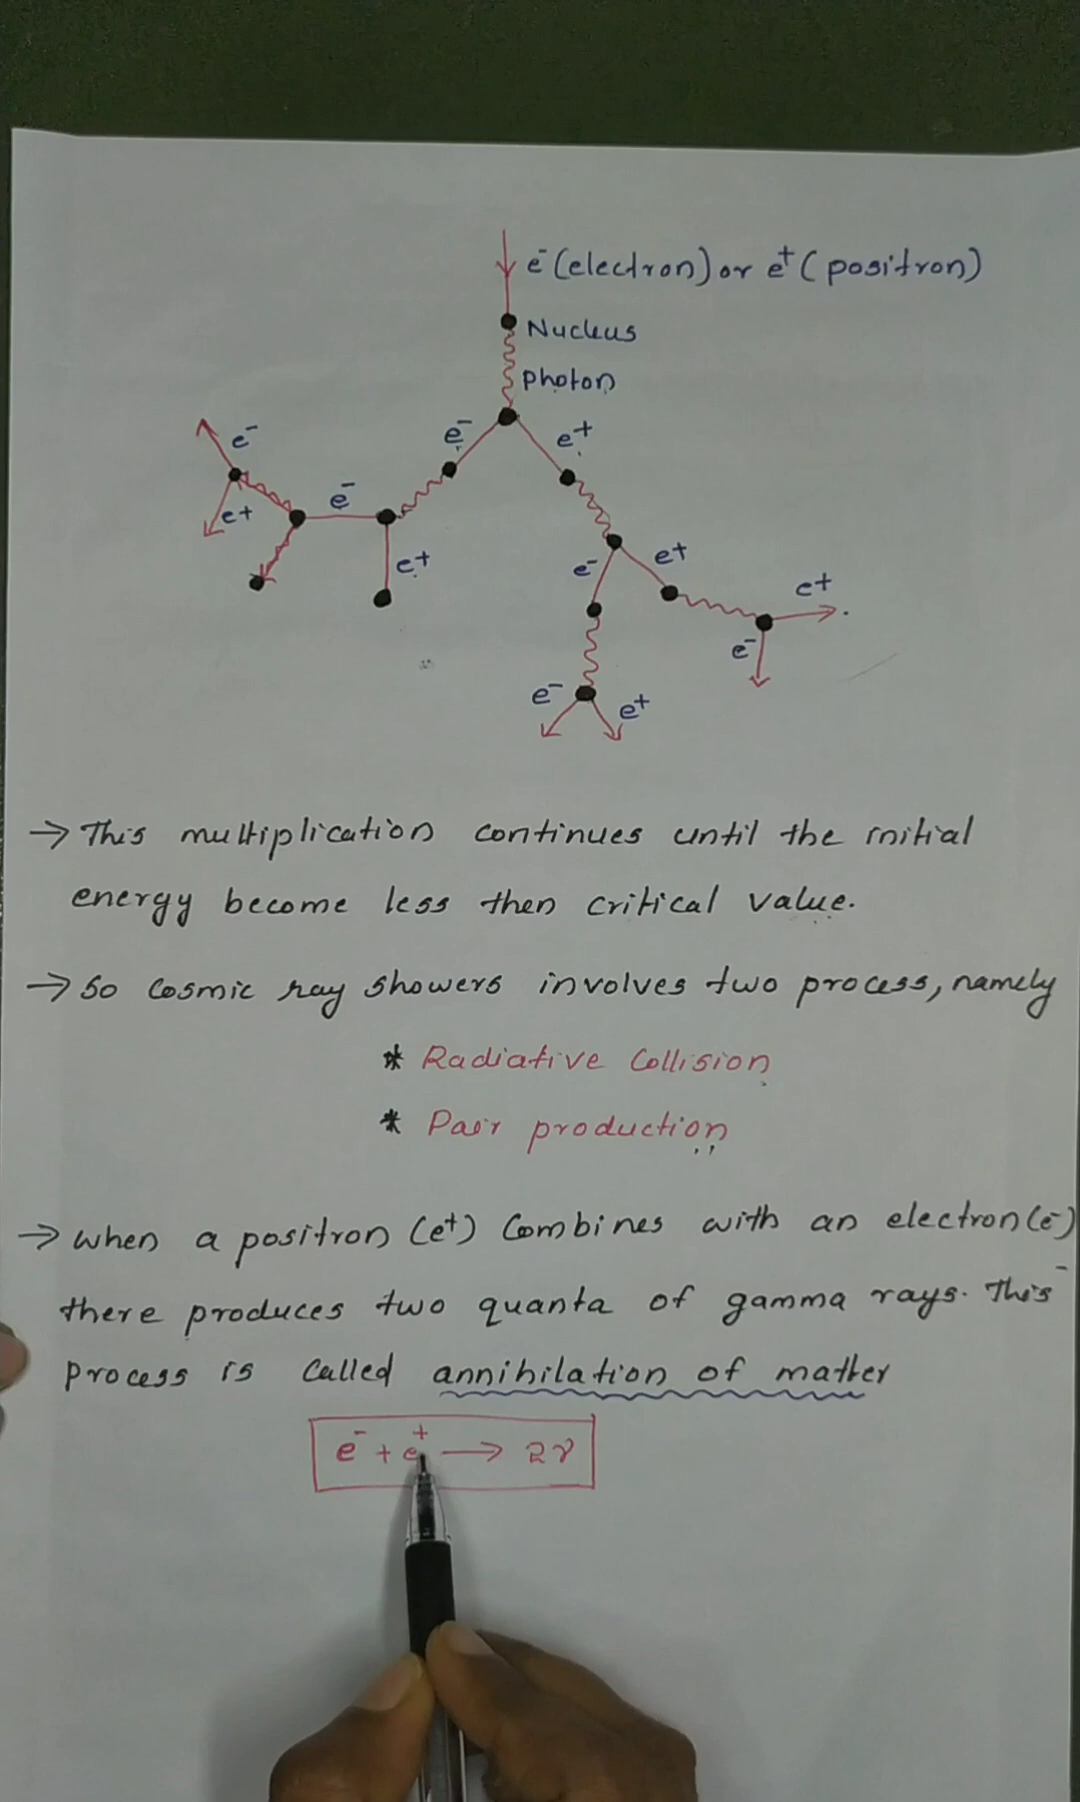 e⁻(electron) or e⁺(positron)
Nucleus
Photon
e⁻ e⁺
e⁻ e⁻
e⁺ e⁺
e⁻ e⁺ e⁺
e⁻
e⁻ e⁺
→ This multiplication continues until the initial
energy become less then critical value.
→ So Cosmic ray showers involves two process, namely
* Radiative Collision
* Pair production
→ when a positron (e⁺) Combines with an electron(e⁻)
there produces two quanta of gamma rays. This
process is Called annihilation of matter
e⁻ + e⁺ → 2γ